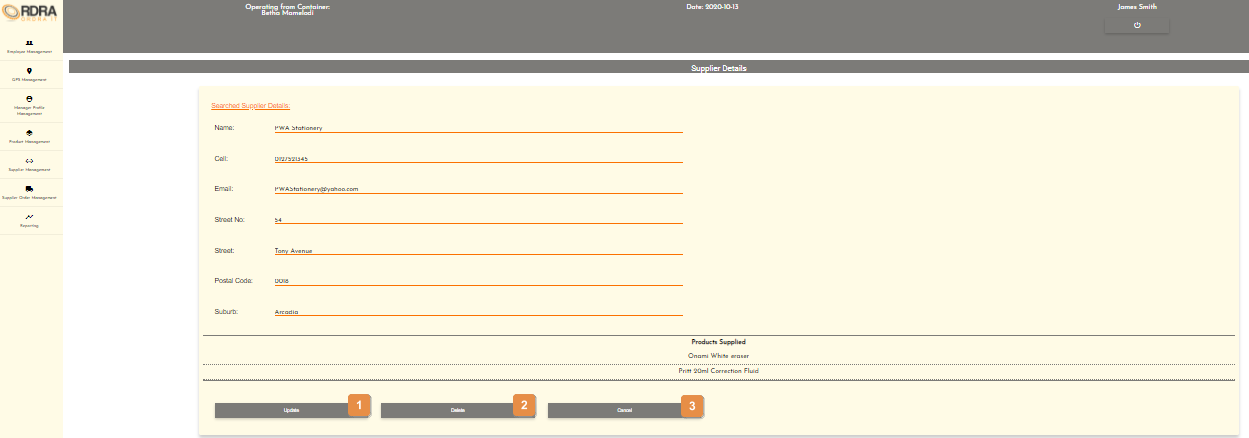 ORDRA
ORDRA IT
Operating from Container:
Betha Mamelodi
Date: 2020-10-13
James Smith
Employee Management
GPS Management
Manager Profile
Management
Product Management
Supplier Management
Supplier Order Management
Reporting
Supplier Details
Searched Supplier Details:
Name: PWA Stationery
Cell: 0127521345
Email: PWAStationery@yahoo.com
Street No: 54
Street: Tony Avenue
Postal Code: 0018
Suburb: Arcadia
Products Supplied
Onami White eraser
Pritt 20ml Correction Fluid
Update 1 Delete 2 Cancel 3